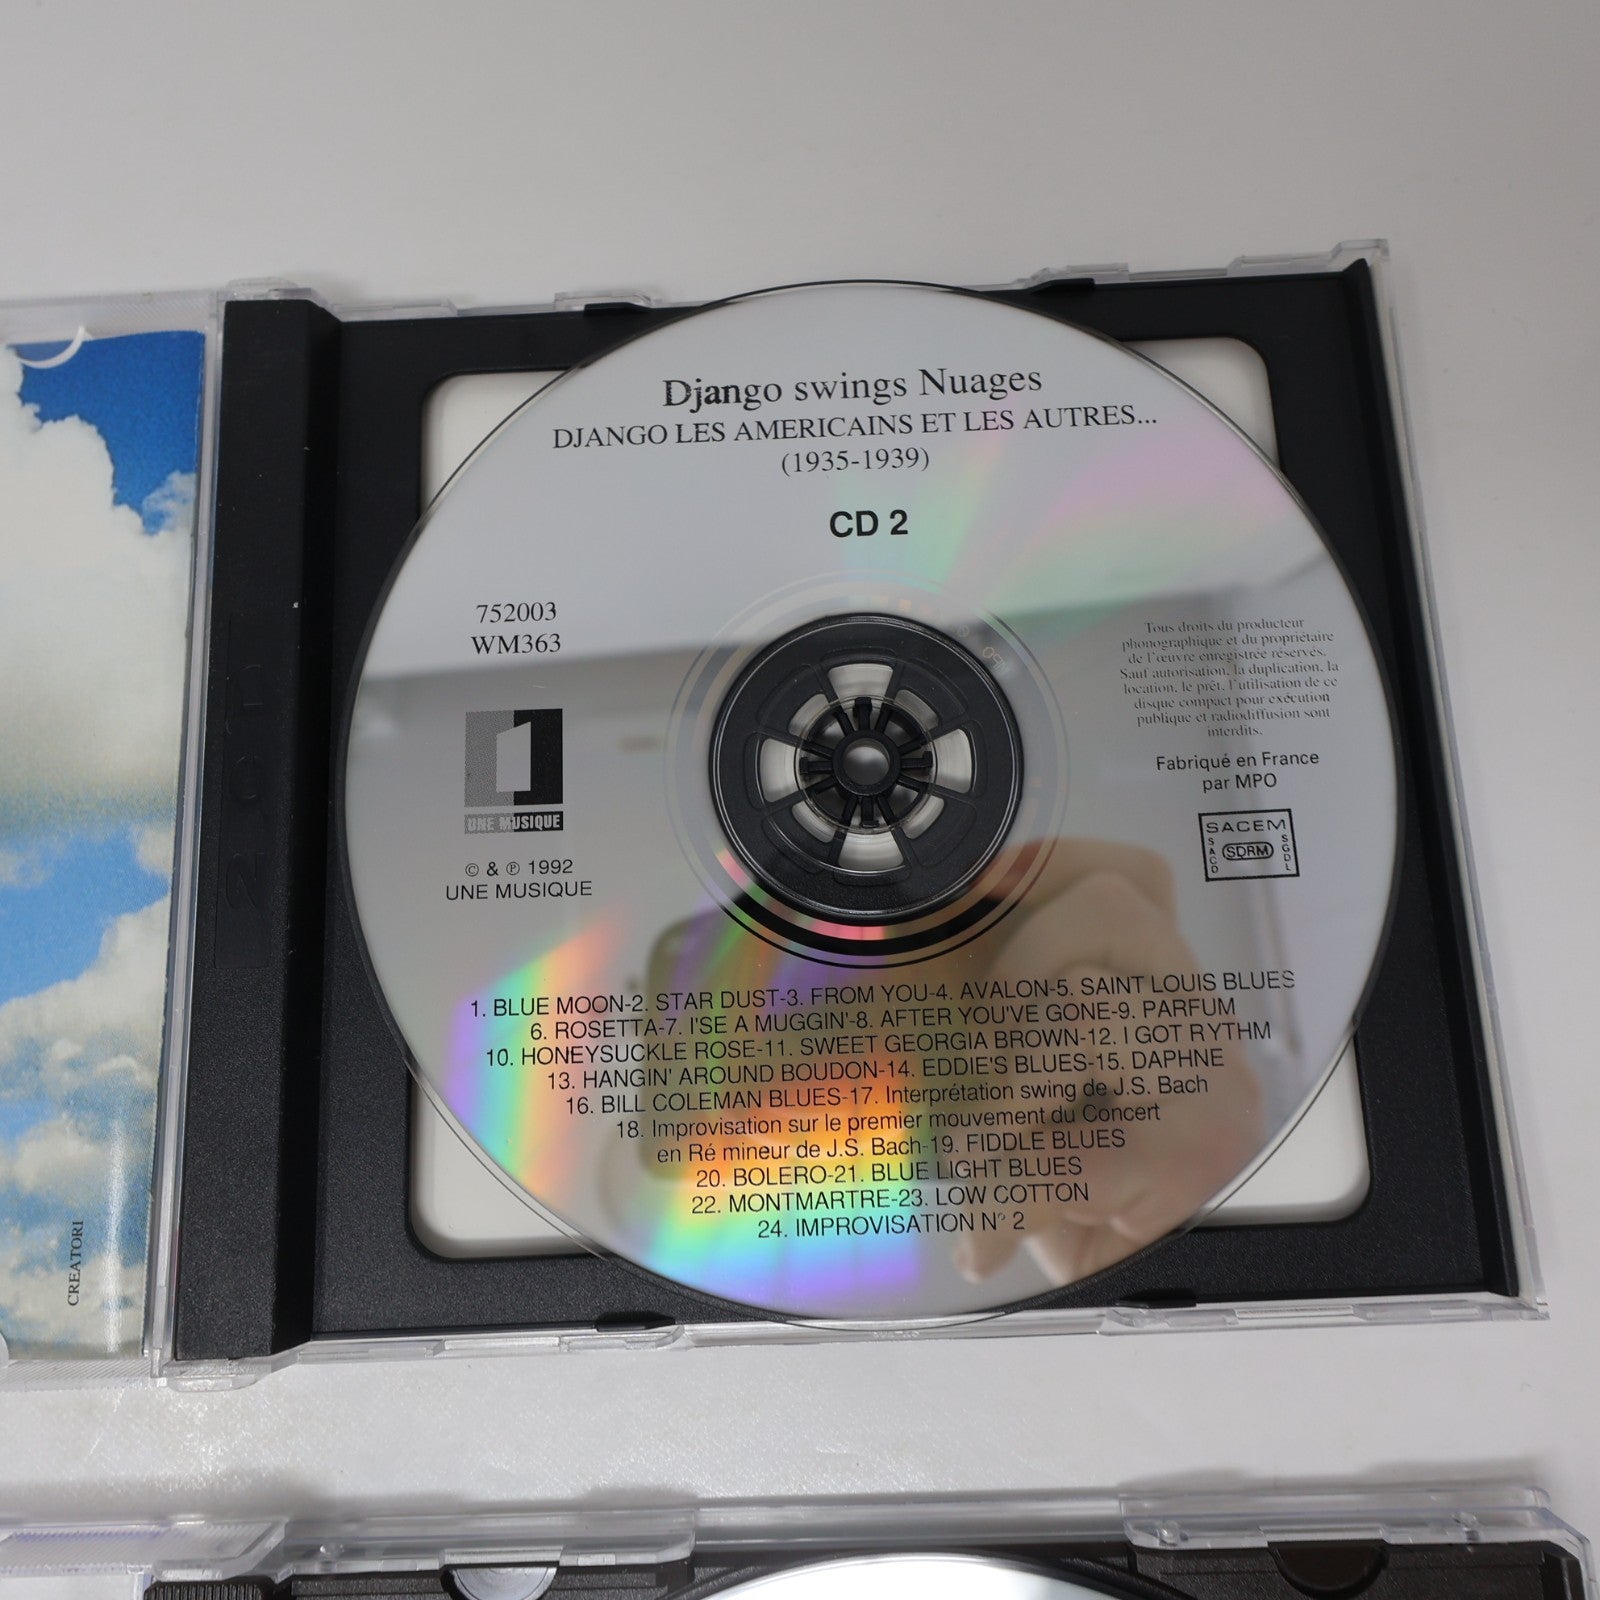 Django swings Nuages
DJANGO LES AMERICAINS ET LES AUTRES...
(1935-1939)
CD 2
752003
WM363
1
UNE MUSIQUE
© & ℗ 1992
UNE MUSIQUE
Tous droits du producteur
phonographique et du propriétaire
de l'œuvre enregistrée réservés.
Sauf autorisation, la duplication, la
location, le prêt, l'utilisation de ce
disque compact pour exécution
publique et radiodiffusion sont
interdits.
Fabriqué en France
par MPO
SACEM
SACD
SDRM
SGDL
1. BLUE MOON-2. STAR DUST-3. FROM YOU-4. AVALON-5. SAINT LOUIS BLUES
6. ROSETTA-7. I'SE A MUGGIN'-8. AFTER YOU'VE GONE-9. PARFUM
10. HONEYSUCKLE ROSE-11. SWEET GEORGIA BROWN-12. I GOT RYTHM
13. HANGIN' AROUND BOUDON-14. EDDIE'S BLUES-15. DAPHNE
16. BILL COLEMAN BLUES-17. Interprétation swing de J.S. Bach
18. Improvisation sur le premier mouvement du Concert
en Ré mineur de J.S. Bach-19. FIDDLE BLUES
20. BOLERO-21. BLUE LIGHT BLUES
22. MONTMARTRE-23. LOW COTTON
24. IMPROVISATION N° 2
CREATORI